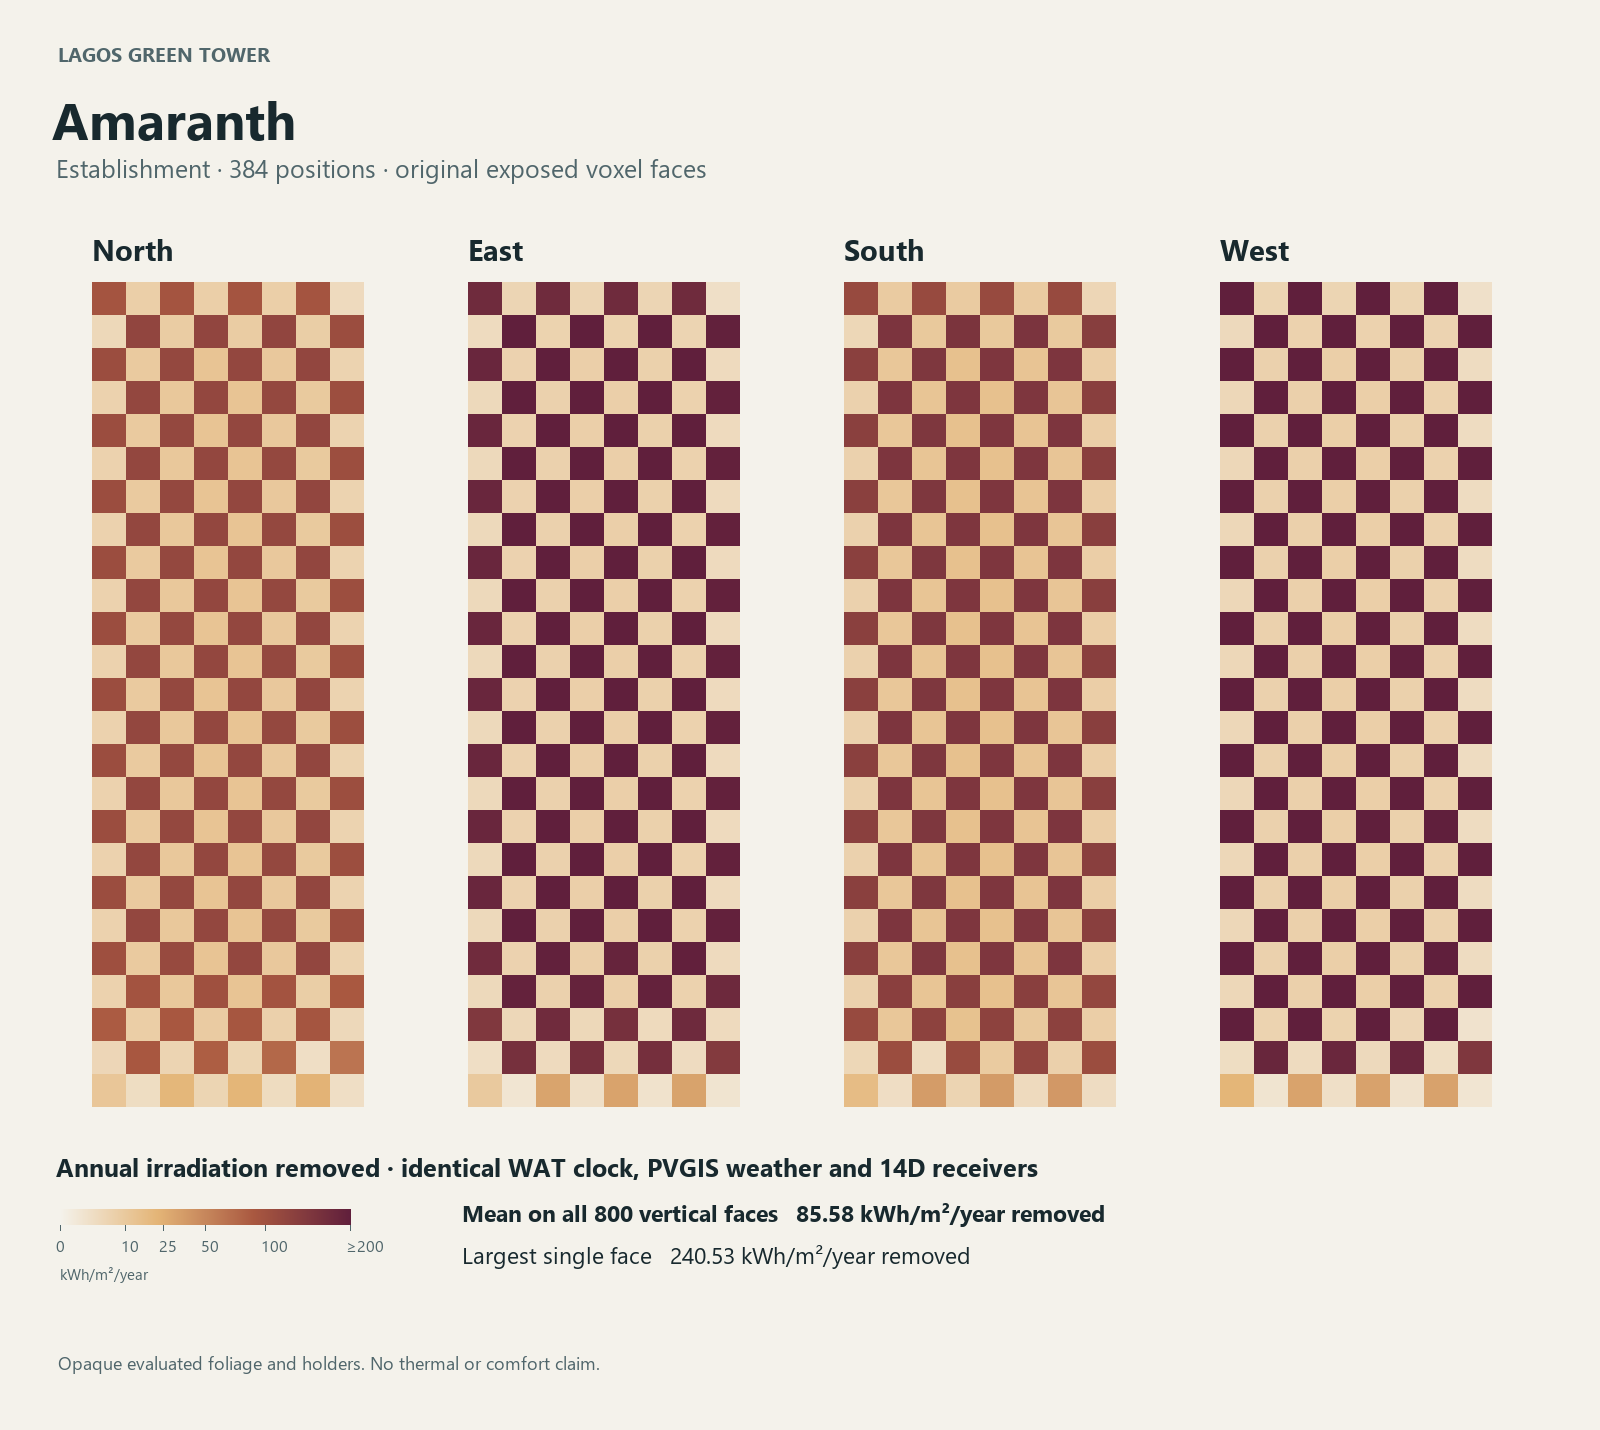 LAGOS GREEN TOWER
Amaranth
Establishment · 384 positions · original exposed voxel faces
North East South West
Annual irradiation removed · identical WAT clock, PVGIS weather and 14D receivers
Mean on all 800 vertical faces 85.58 kWh/m²/year removed
0 10 25 50 100 ≥200
Largest single face 240.53 kWh/m²/year removed
kWh/m²/year
Opaque evaluated foliage and holders. No thermal or comfort claim.